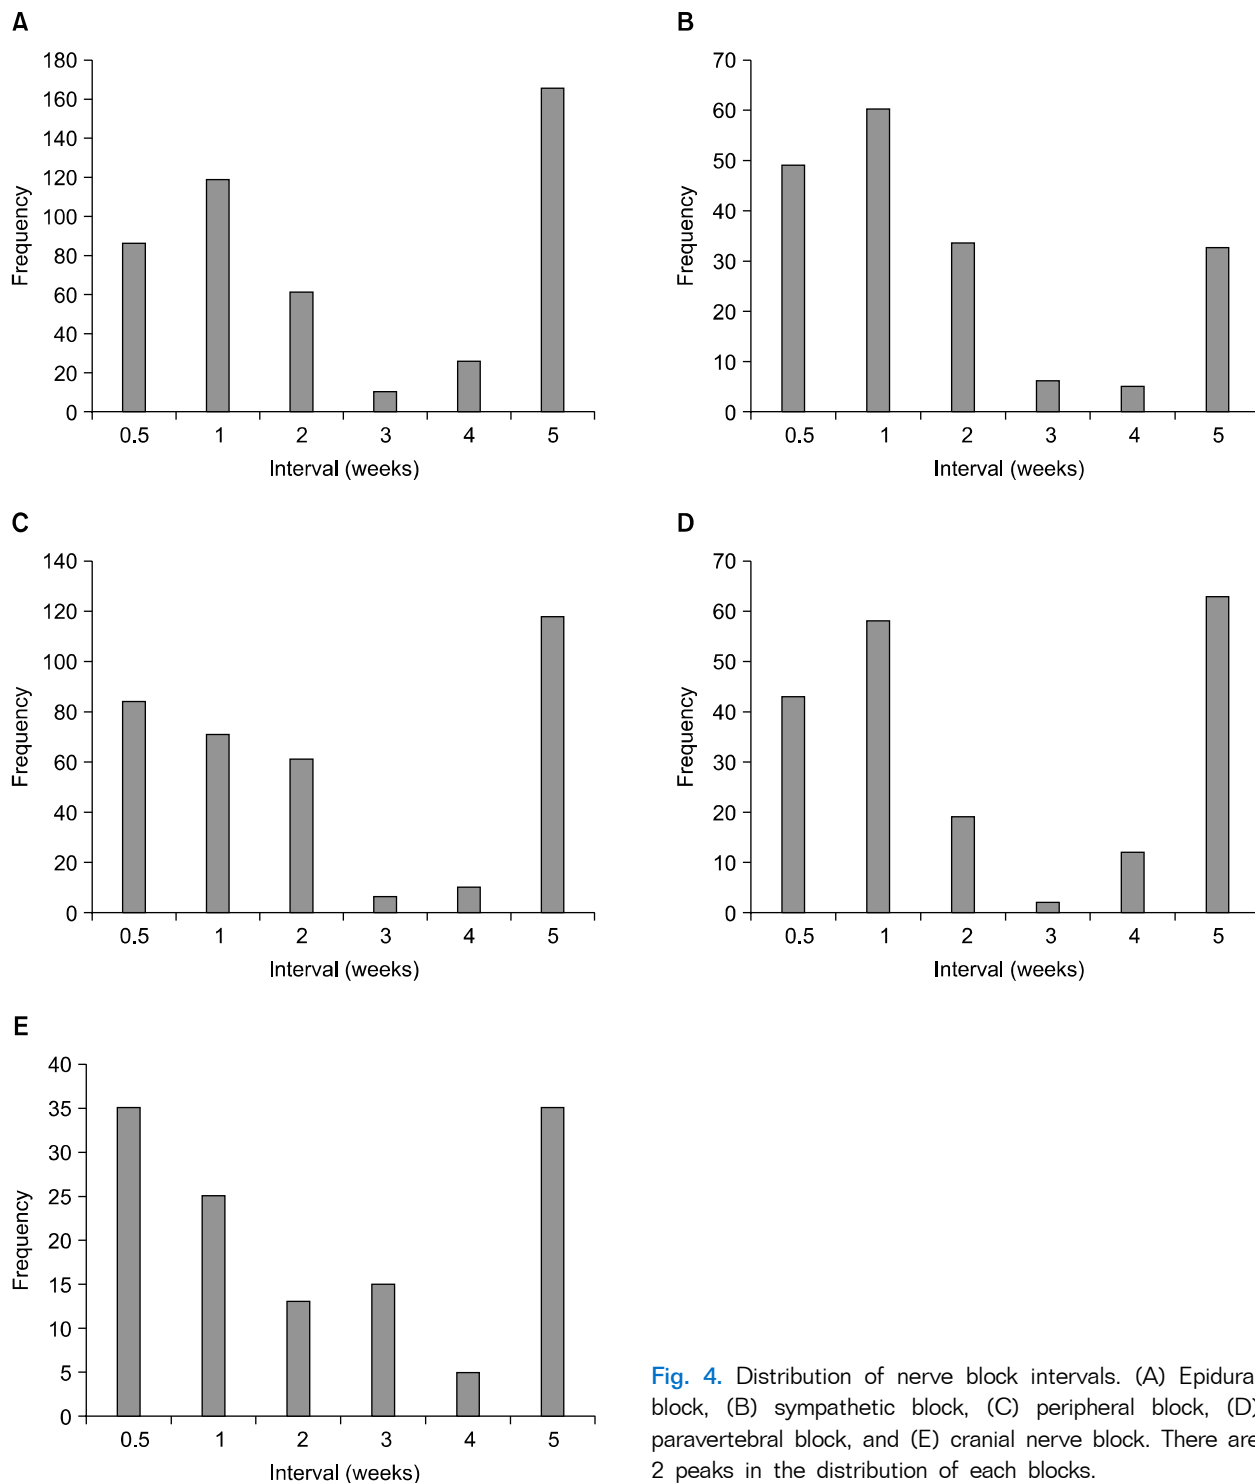 A
180
160
140
120
100
80
60
40
20
0
Frequency
0.5 1 2 3 4 5
Interval (weeks)
B
70
60
50
40
30
20
10
0
Frequency
0.5 1 2 3 4 5
Interval (weeks)
C
140
120
100
80
60
40
20
0
Frequency
0.5 1 2 3 4 5
Interval (weeks)
D
70
60
50
40
30
20
10
0
Frequency
0.5 1 2 3 4 5
Interval (weeks)
E
40
35
30
25
20
15
10
5
0
Frequency
0.5 1 2 3 4 5
Interval (weeks)
Fig. 4. Distribution of nerve block intervals. (A) Epidura
block, (B) sympathetic block, (C) peripheral block, (D)
paravertebral block, and (E) cranial nerve block. There are
2 peaks in the distribution of each blocks.